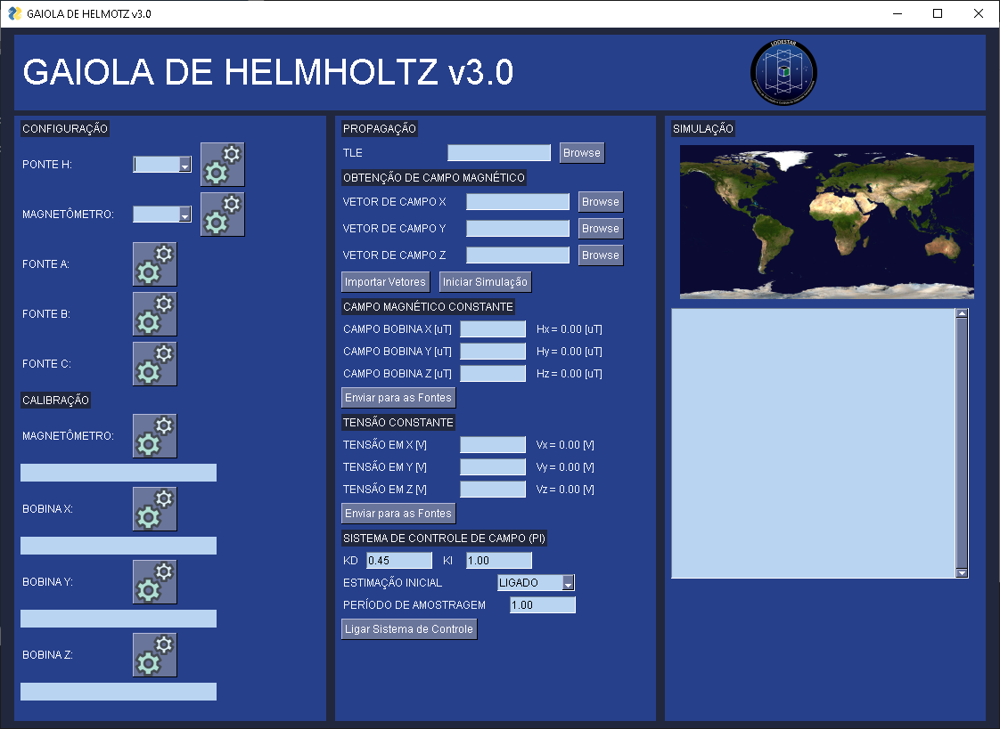 GAIOLA DE HELMOTZ v3.0
GAIOLA DE HELMHOLTZ v3.0
LODESTAR
CONFIGURAÇÃO
PONTE H:
MAGNETÔMETRO:
FONTE A:
FONTE B:
FONTE C:
CALIBRAÇÃO
MAGNETÔMETRO:
BOBINA X:
BOBINA Y:
BOBINA Z:
PROPAGAÇÃO
TLE Browse
OBTENÇÃO DE CAMPO MAGNÉTICO
VETOR DE CAMPO X Browse
VETOR DE CAMPO Y Browse
VETOR DE CAMPO Z Browse
Importar Vetores Iniciar Simulação
CAMPO MAGNÉTICO CONSTANTE
CAMPO BOBINA X [uT] Hx = 0.00 [uT]
CAMPO BOBINA Y [uT] Hy = 0.00 [uT]
CAMPO BOBINA Z [uT] Hz = 0.00 [uT]
Enviar para as Fontes
TENSÃO CONSTANTE
TENSÃO EM X [V] Vx = 0.00 [V]
TENSÃO EM Y [V] Vy = 0.00 [V]
TENSÃO EM Z [V] Vz = 0.00 [V]
Enviar para as Fontes
SISTEMA DE CONTROLE DE CAMPO (PI)
KD 0.45 KI 1.00
ESTIMAÇÃO INICIAL LIGADO
PERÍODO DE AMOSTRAGEM 1.00
Ligar Sistema de Controle
SIMULAÇÃO